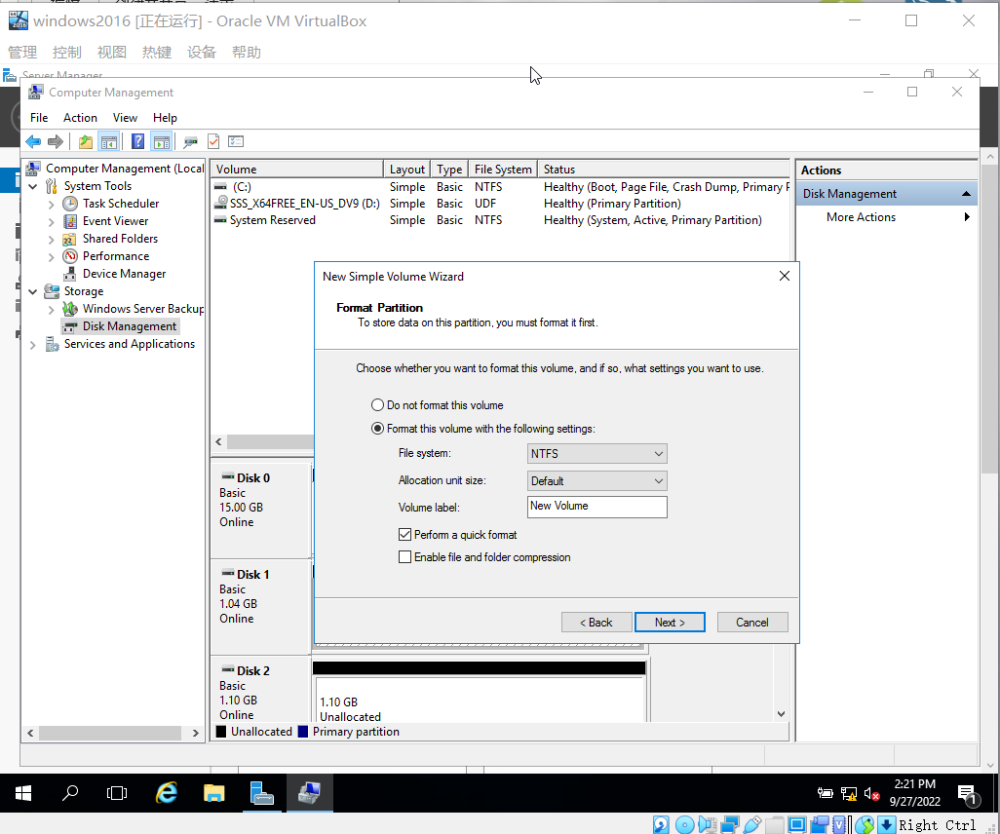 windows2016 [正在运行] - Oracle VM VirtualBox
管理 控制 视图 热键 设备 帮助
Server Manager
Computer Management
File Action View Help
Computer Management (Local
System Tools
Task Scheduler
Event Viewer
Shared Folders
Performance
Device Manager
Storage
Windows Server Backup
Disk Management
Services and Applications
Volume Layout Type File System Status
(C:) Simple Basic NTFS Healthy (Boot, Page File, Crash Dump, Primary P
SSS_X64FREE_EN-US_DV9 (D:) Simple Basic UDF Healthy (Primary Partition)
System Reserved Simple Basic NTFS Healthy (System, Active, Primary Partition)
Actions
Disk Management
More Actions
New Simple Volume Wizard
Format Partition
To store data on this partition, you must format it first.
Choose whether you want to format this volume, and if so, what settings you want to use.
Do not format this volume
Format this volume with the following settings:
File system: NTFS
Allocation unit size: Default
Volume label: New Volume
Perform a quick format
Enable file and folder compression
< Back Next > Cancel
Disk 0
Basic
15.00 GB
Online
Disk 1
Basic
1.04 GB
Online
Disk 2
Basic
1.10 GB
Online
1.10 GB
Unallocated
Unallocated Primary partition
2:21 PM
9/27/2022
1
Right Ctrl